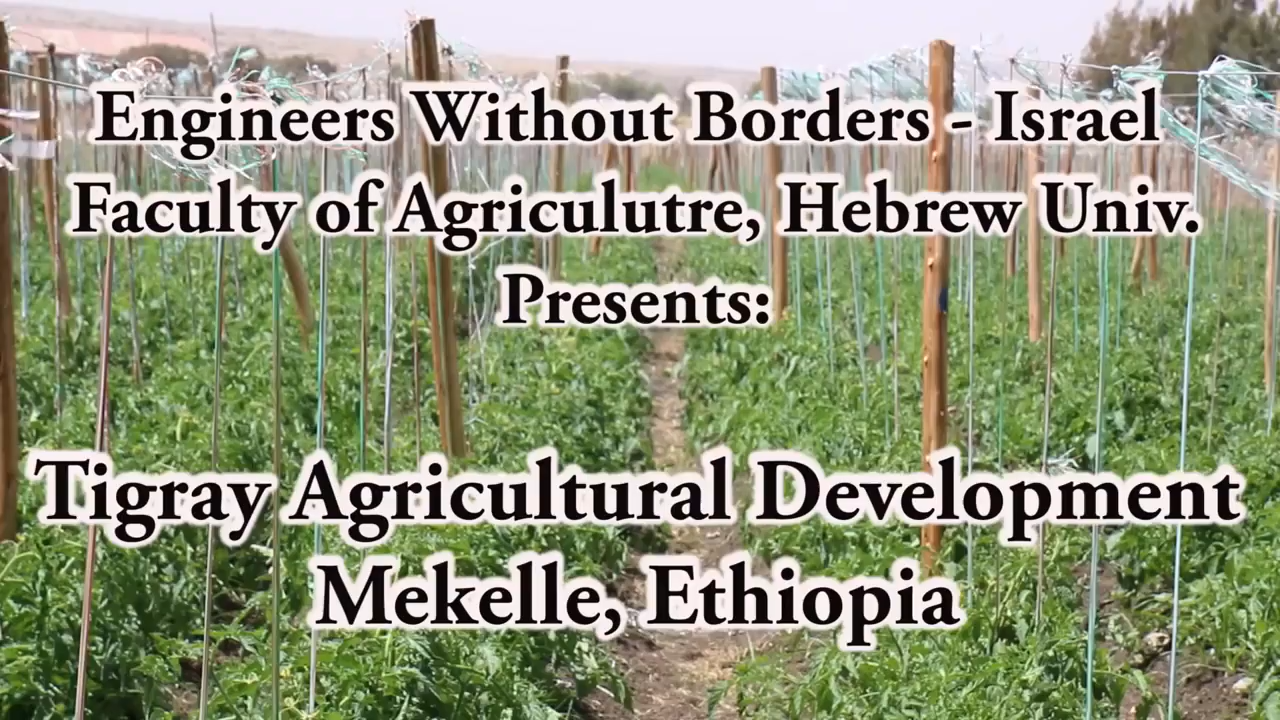 Engineers Without Borders - Israel
Faculty of Agriculutre, Hebrew Univ.
Presents:
Tigray Agricultural Development
Mekelle, Ethiopia